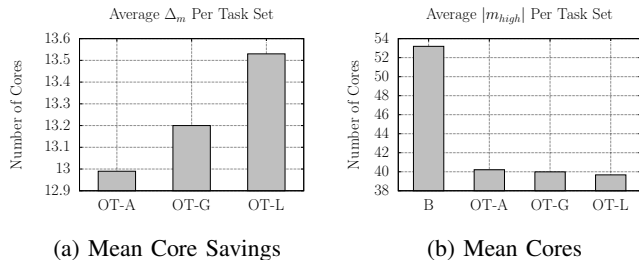 Average Δm Per Task Set
Number of Cores
13.6
13.5
13.4
13.3
13.2
13.1
13
12.9
OT-A OT-G OT-L
(a) Mean Core Savings
Average |mhigh| Per Task Set
Number of Cores
54
52
50
48
46
44
42
40
38
B OT-A OT-G OT-L
(b) Mean Cores